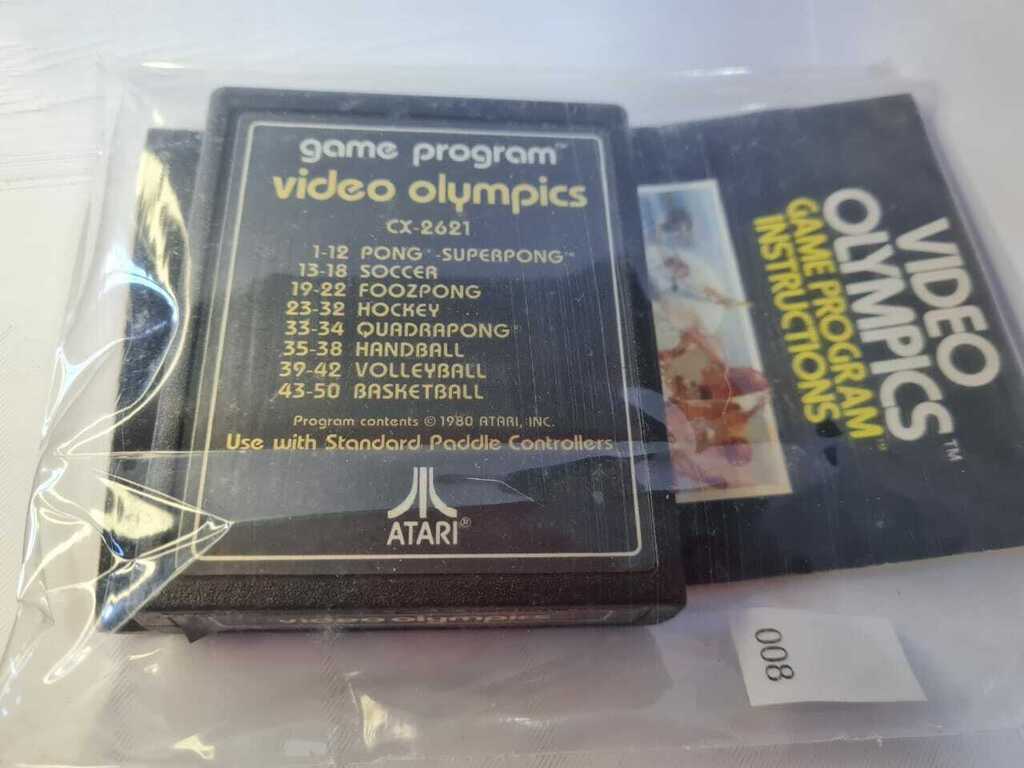 game program™
video olympics
CX-2621
1-12 PONG™-SUPERPONG™
13-18 SOCCER
19-22 FOOZPONG
23-32 HOCKEY
33-34 QUADRAPONG®
35-38 HANDBALL
39-42 VOLLEYBALL
43-50 BASKETBALL
Program contents © 1980 ATARI, INC.
Use with Standard Paddle Controllers
ATARI®
video olympics
VIDEO
OLYMPICS™
GAME PROGRAM™
INSTRUCTIONS
008